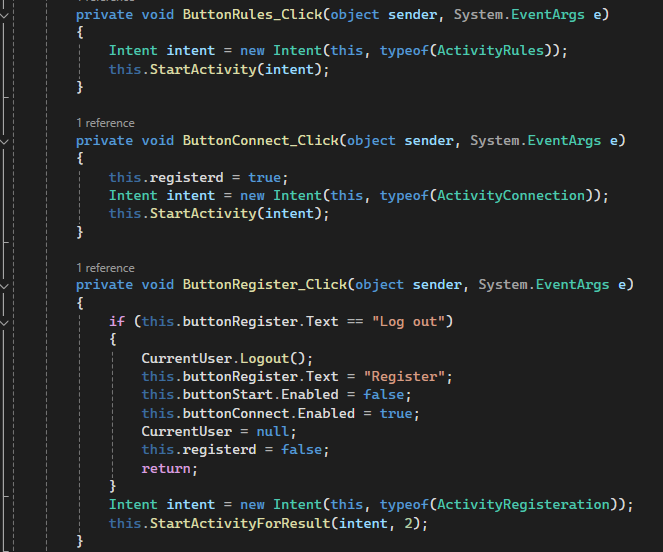 private void ButtonRules_Click(object sender, System.EventArgs e)
{
Intent intent = new Intent(this, typeof(ActivityRules));
this.StartActivity(intent);
}
1 reference
private void ButtonConnect_Click(object sender, System.EventArgs e)
{
this.registerd = true;
Intent intent = new Intent(this, typeof(ActivityConnection));
this.StartActivity(intent);
}
1 reference
private void ButtonRegister_Click(object sender, System.EventArgs e)
{
if (this.buttonRegister.Text == "Log out")
{
CurrentUser.Logout();
this.buttonRegister.Text = "Register";
this.buttonStart.Enabled = false;
this.buttonConnect.Enabled = true;
CurrentUser = null;
this.registerd = false;
return;
}
Intent intent = new Intent(this, typeof(ActivityRegisteration));
this.StartActivityForResult(intent, 2);
}